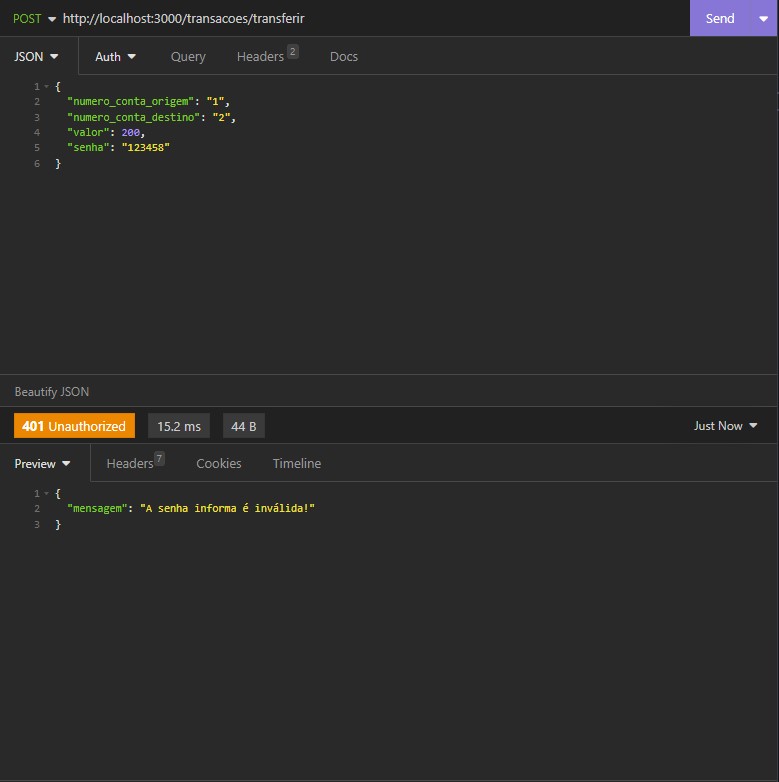 POST http://localhost:3000/transacoes/transferir Send
JSON Auth Query Headers 2 Docs
1 {
2 "numero_conta_origem": "1",
3 "numero_conta_destino": "2",
4 "valor": 200,
5 "senha": "123458"
6 }
Beautify JSON
401 Unauthorized 15.2 ms 44 B Just Now
Preview Headers 7 Cookies Timeline
1 {
2 "mensagem": "A senha informa é inválida!"
3 }